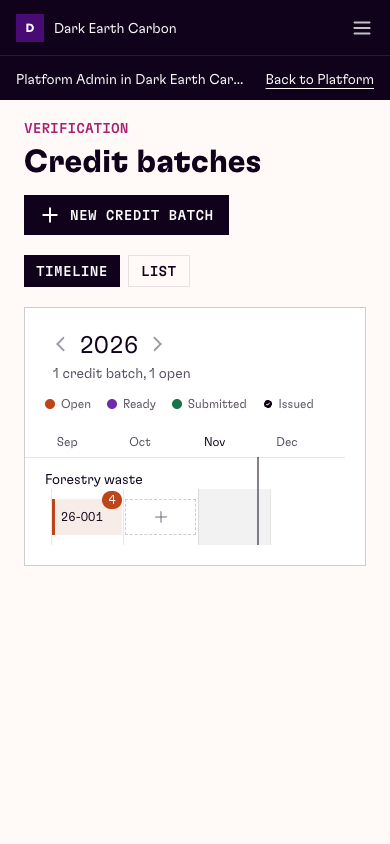 D Dark Earth Carbon
Platform Admin in Dark Earth Car... Back to Platform
VERIFICATION
Credit batches
NEW CREDIT BATCH
TIMELINE LIST
2026
1 credit batch, 1 open
Open Ready Submitted Issued
Sep Oct Nov Dec
Forestry waste
4
26-001